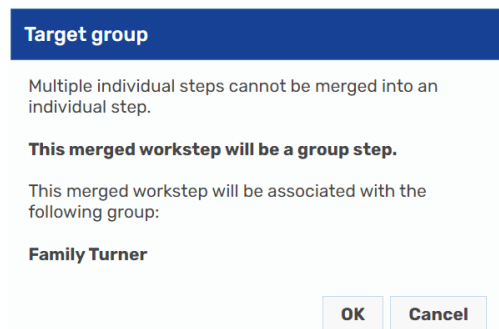 Target group
Multiple individual steps cannot be merged into an
individual step.
This merged workstep will be a group step.
This merged workstep will be associated with the
following group:
Family Turner
OK Cancel